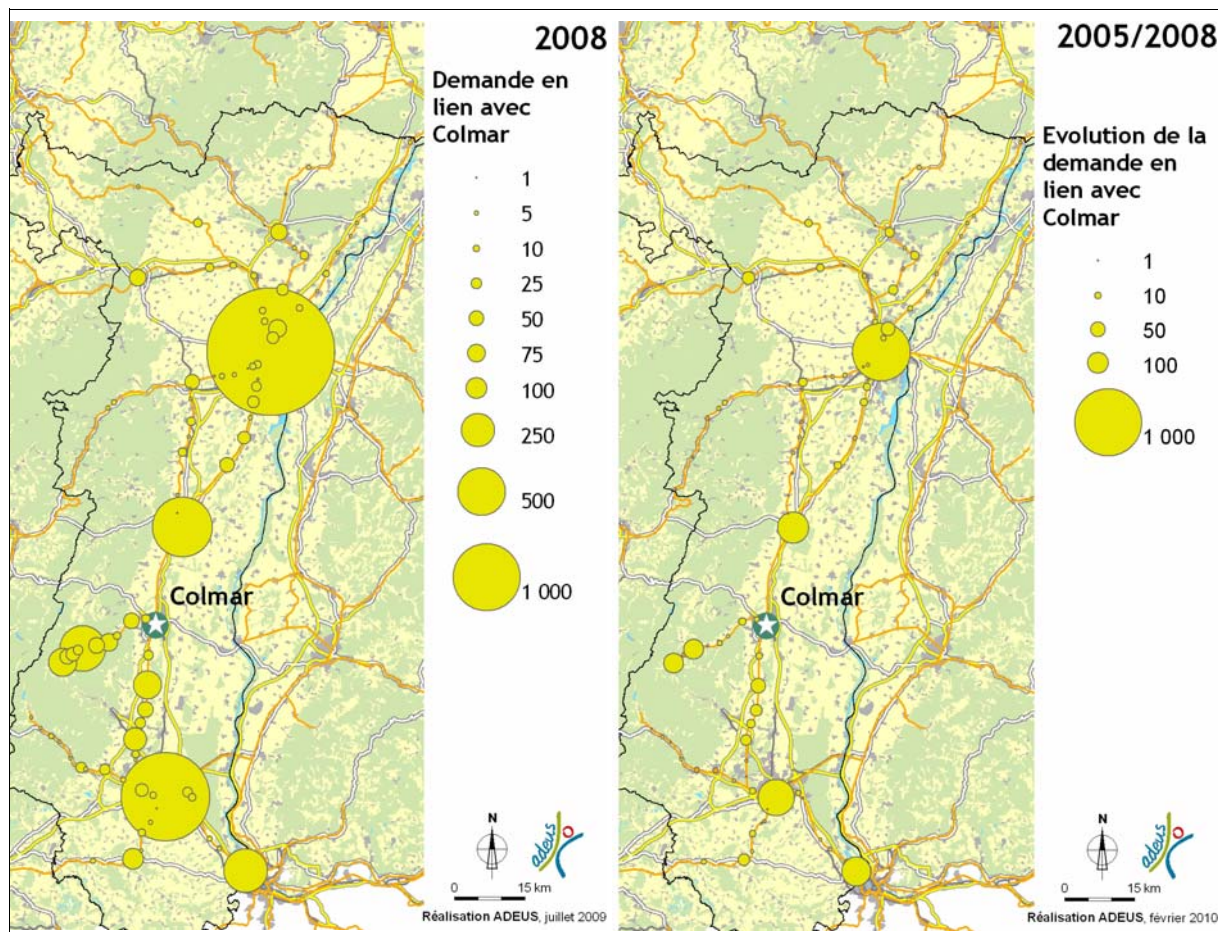 2008
Demande en
lien avec
Colmar
1
5
10
25
50
75
100
250
500
1 000
Colmar
N
adeus
0 15 km
Réalisation ADEUS, juillet 2009
2005/2008
Evolution de la
demande en
lien avec
Colmar
1
10
50
100
1 000
Colmar
N
adeus
0 15 km
Réalisation ADEUS, février 2010